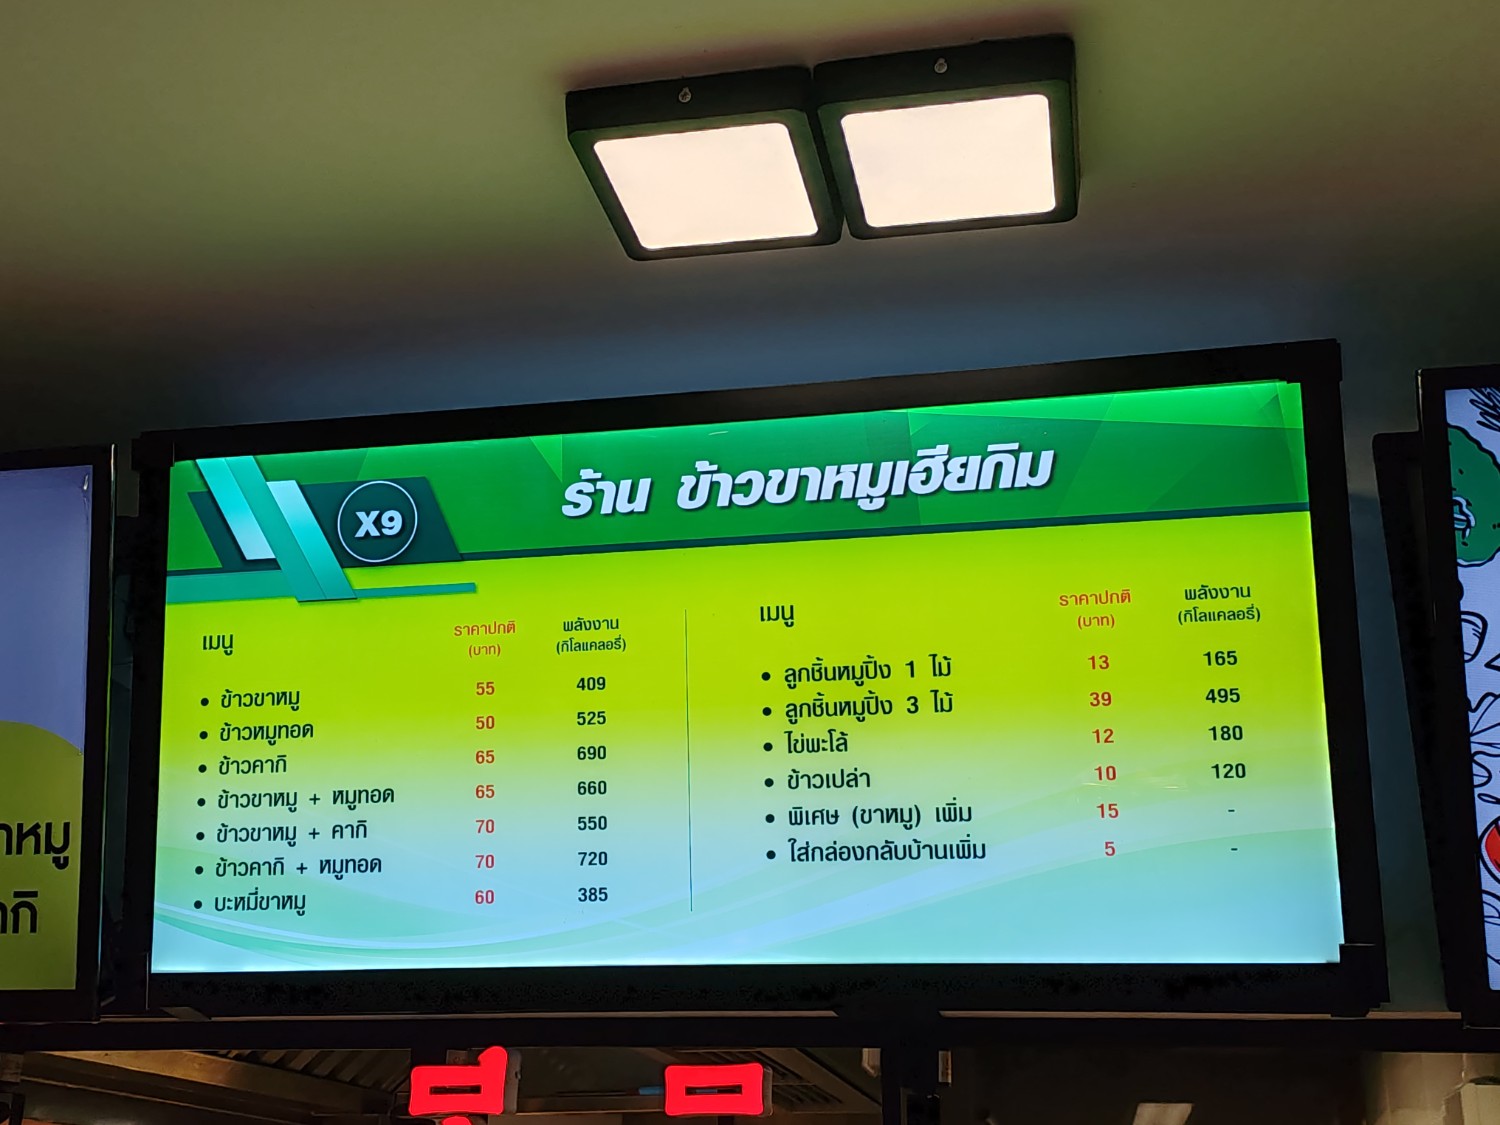 X9
ร้าน ข้าวขาหมูเฮียกิม
เมนู ราคาปกติ (บาท) พลังงาน (กิโลแคลอรี่)
• ข้าวขาหมู 55 409
• ข้าวหมูทอด 50 525
• ข้าวคากิ 65 690
• ข้าวขาหมู + หมูทอด 65 660
• ข้าวขาหมู + คากิ 70 550
• ข้าวคากิ + หมูทอด 70 720
• บะหมี่ขาหมู 60 385
เมนู ราคาปกติ (บาท) พลังงาน (กิโลแคลอรี่)
• ลูกชิ้นหมูปิ้ง 1 ไม้ 13 165
• ลูกชิ้นหมูปิ้ง 3 ไม้ 39 495
• ไข่พะโล้ 12 180
• ข้าวเปล่า 10 120
• พิเศษ (ขาหมู) เพิ่ม 15 -
• ใส่กล่องกลับบ้านเพิ่ม 5 -